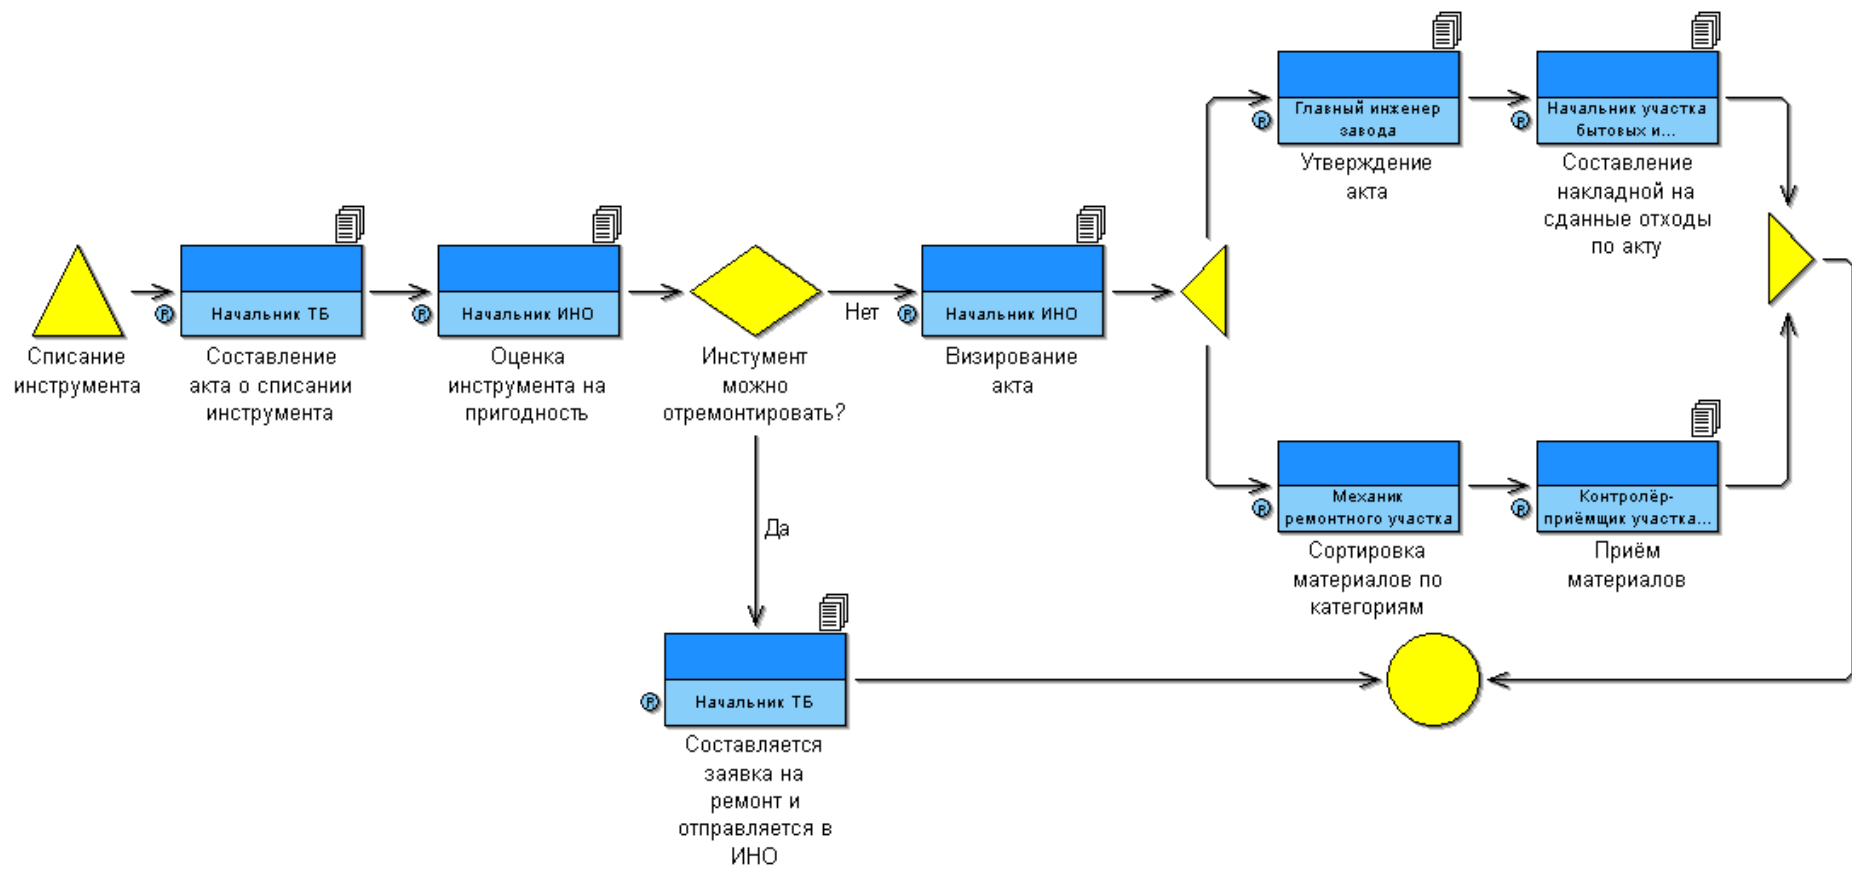 Списание
инструмента
Начальник ТБ
Составление
акта о списании
инструмента
Начальник ИНО
Оценка
инструмента на
пригодность
Инстумент
можно
отремонтировать?
Нет
Да
Начальник ИНО
Визирование
акта
Главный инженер
завода
Утверждение
акта
Начальник участка
бытовых и...
Составление
накладной на
сданные отходы
по акту
Механик
ремонтного участка
Сортировка
материалов по
категориям
Контролёр-
приёмщик участка...
Приём
материалов
Начальник ТБ
Составляется
заявка на
ремонт и
отправляется в
ИНО